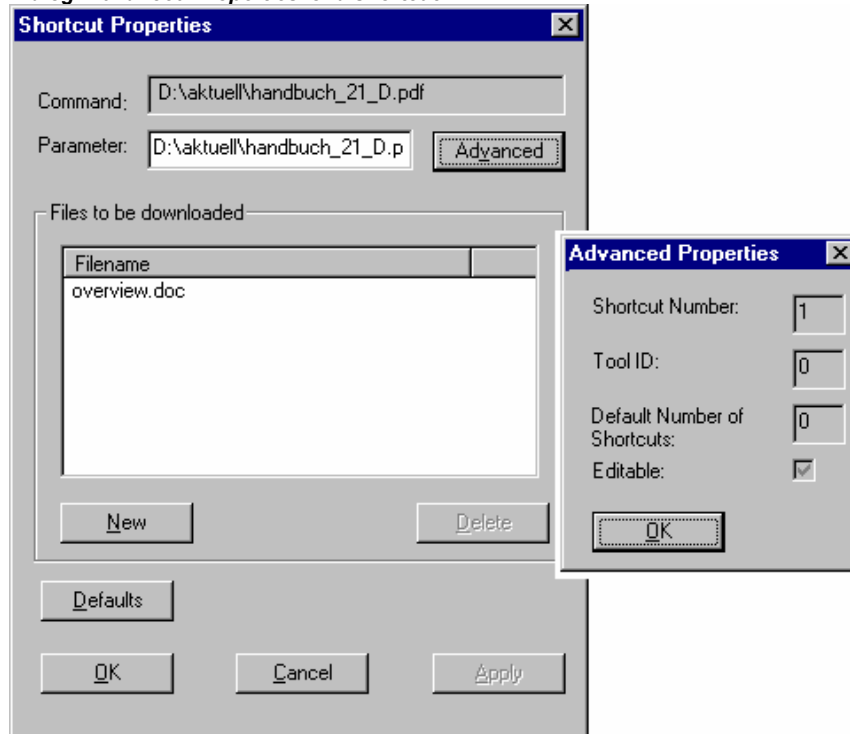 Shortcut Properties
Command:
D:\aktuell\handbuch_21_D.pdf
Parameter:
D:\aktuell\handbuch_21_D.p
Advanced
Files to be downloaded
Filename
overview.doc
New
Delete
Defaults
OK
Cancel
Apply
Advanced Properties
Shortcut Number:
1
Tool ID:
0
Default Number of
Shortcuts:
0
Editable:
OK